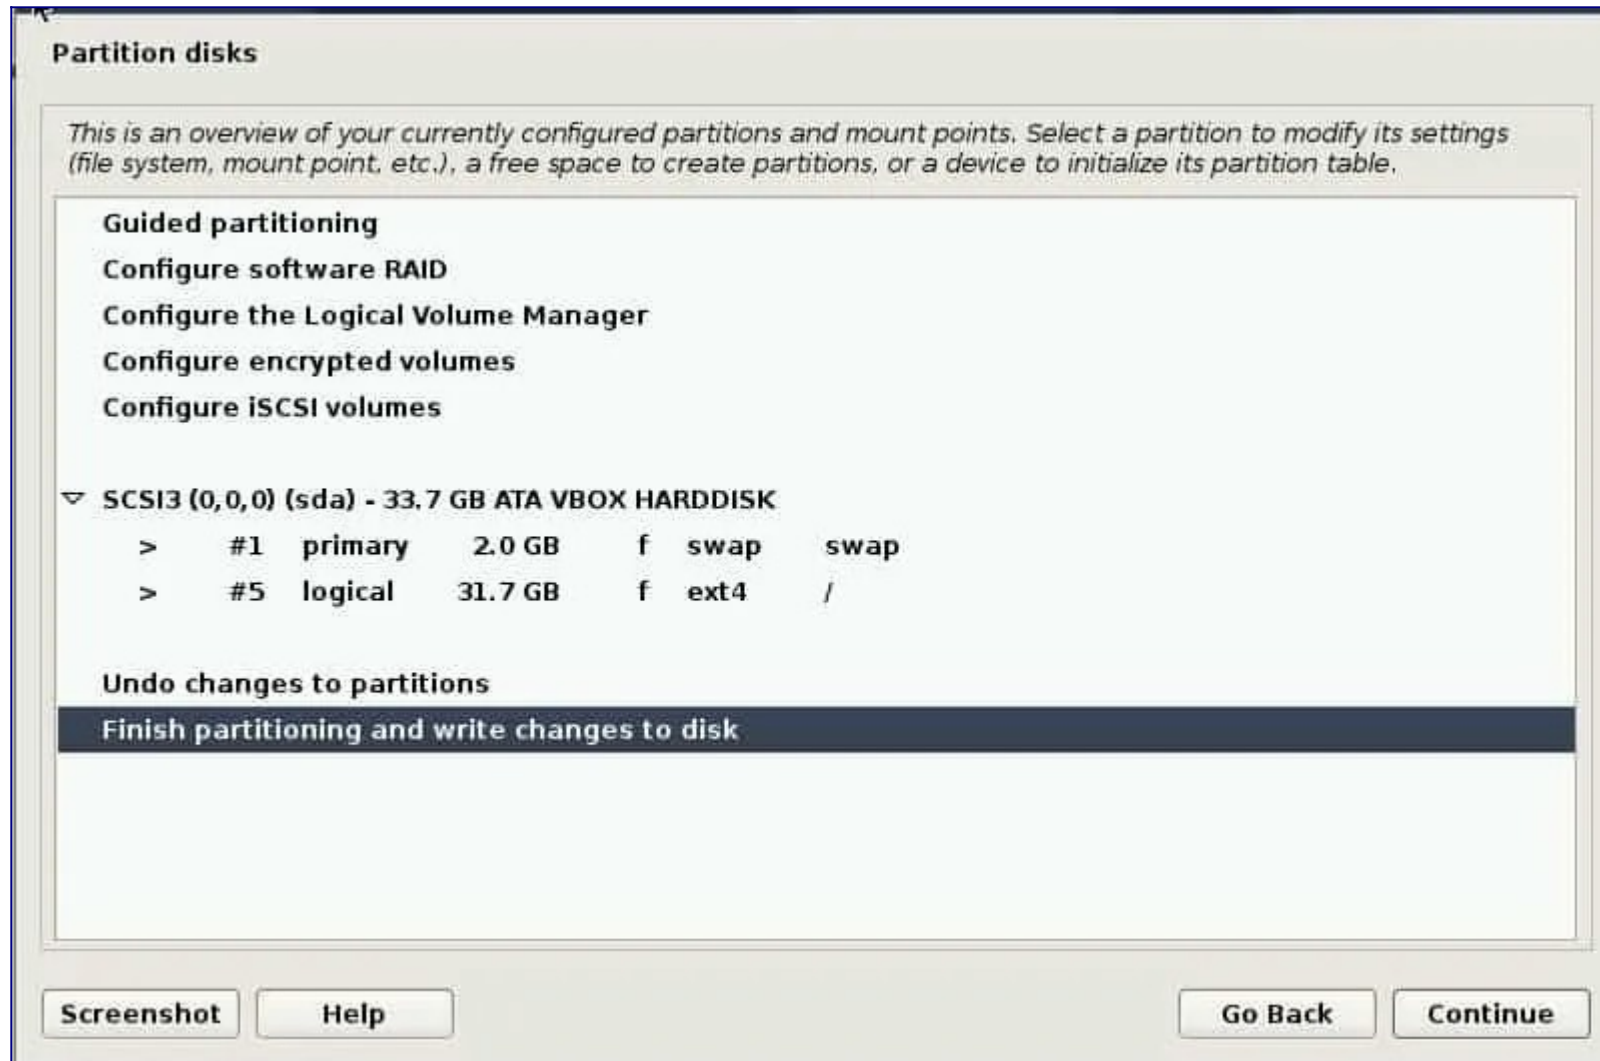 Partition disks
This is an overview of your currently configured partitions and mount points. Select a partition to modify its settings
(file system, mount point, etc.), a free space to create partitions, or a device to initialize its partition table.
Guided partitioning
Configure software RAID
Configure the Logical Volume Manager
Configure encrypted volumes
Configure iSCSI volumes
SCSI3 (0,0,0) (sda) - 33.7 GB ATA VBOX HARDDISK
> #1 primary 2.0 GB f swap swap
> #5 logical 31.7 GB f ext4 /
Undo changes to partitions
Finish partitioning and write changes to disk
Screenshot Help Go Back Continue